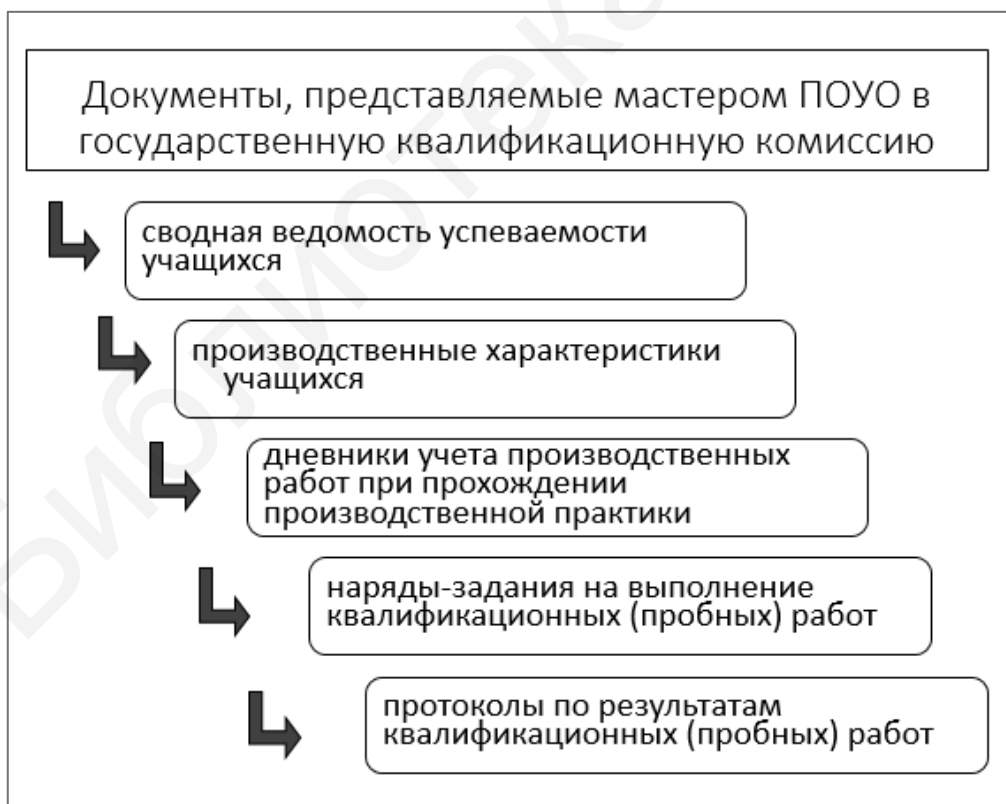 Документы, представляемые мастером ПОУО в
государственную квалификационную комиссию
сводная ведомость успеваемости
учащихся
производственные характеристики
учащихся
дневники учета производственных
работ при прохождении
производственной практики
наряды-задания на выполнение
квалификационных (пробных) работ
протоколы по результатам
квалификационных (пробных) работ
Библиотека